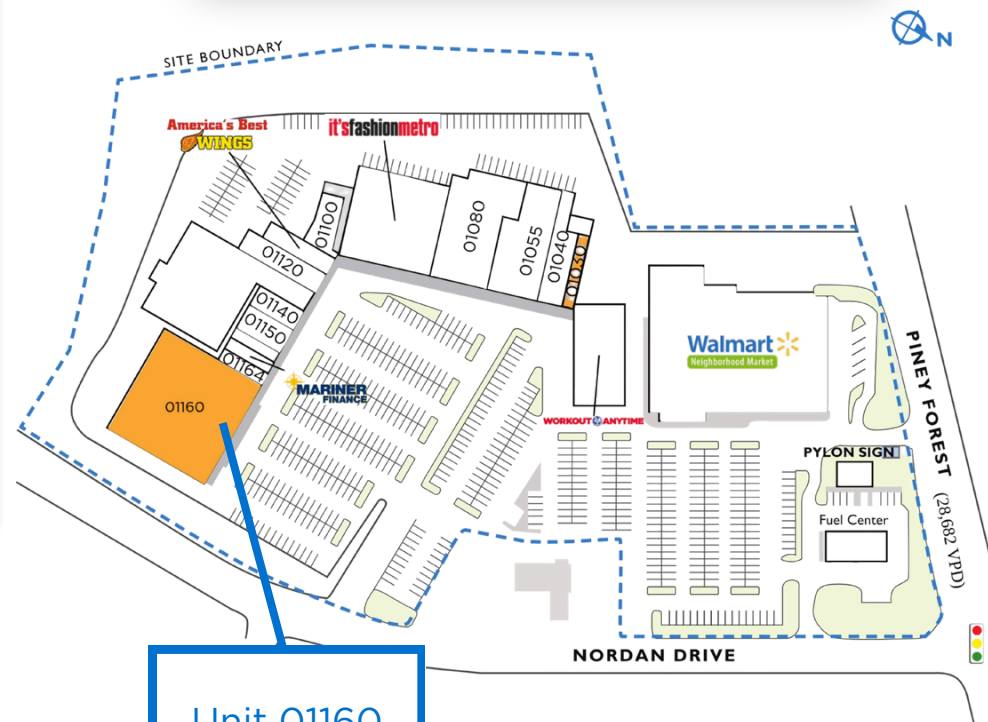 N
SITE BOUNDARY
America's Best
WINGS
it'sfashionmetro
01100
01080
01055
01040
01030
01120
01140
01150
01164
MARINER
FINANCE
01160
Walmart
Neighborhood Market
WORKOUT ANYTIME
PINEY FOREST (28,682 VPD)
PYLON SIGN
Fuel Center
NORDAN DRIVE
Unit 01160